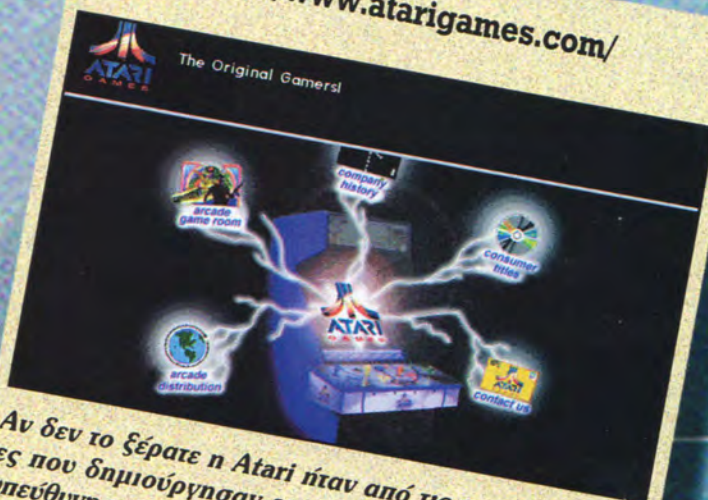 www.atarigames.com/
ATARI
GAMES
The Original Gamers!
company
history
arcade
game room
consumer
titles
ATARI
GAMES
arcade
distribution
ATARI
contact us
Αν δεν το ξέρατε η Atari ήταν από
που δημιούργησαν